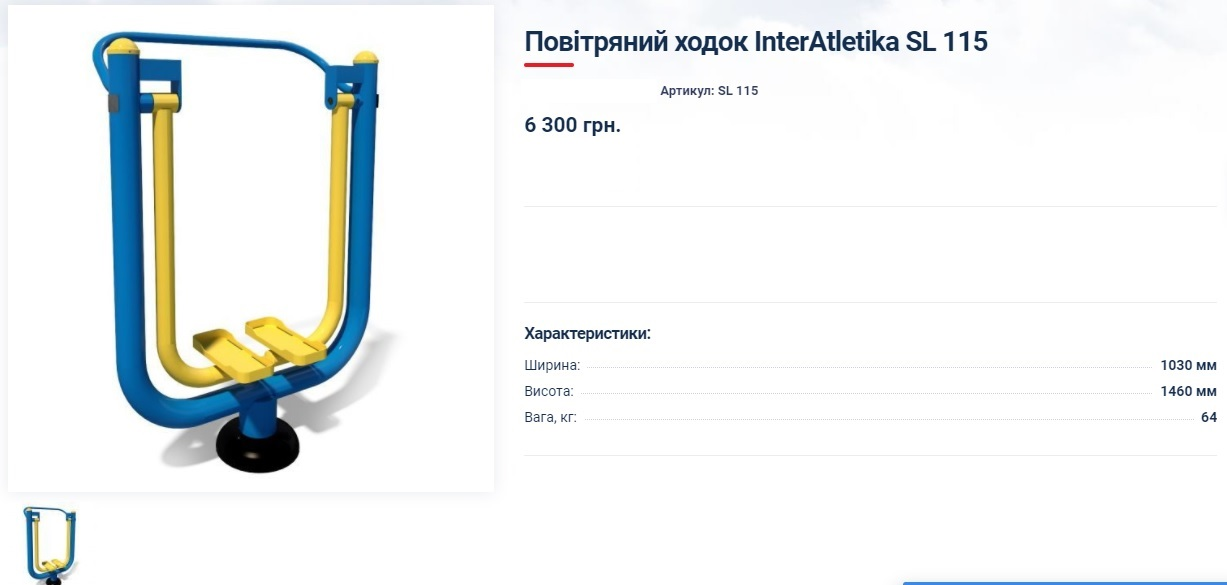 Повітряний ходок InterAtletika SL 115
Артикул: SL 115
6 300 грн.
Характеристики:
Ширина: 1030 мм
Висота: 1460 мм
Вага, кг: 64